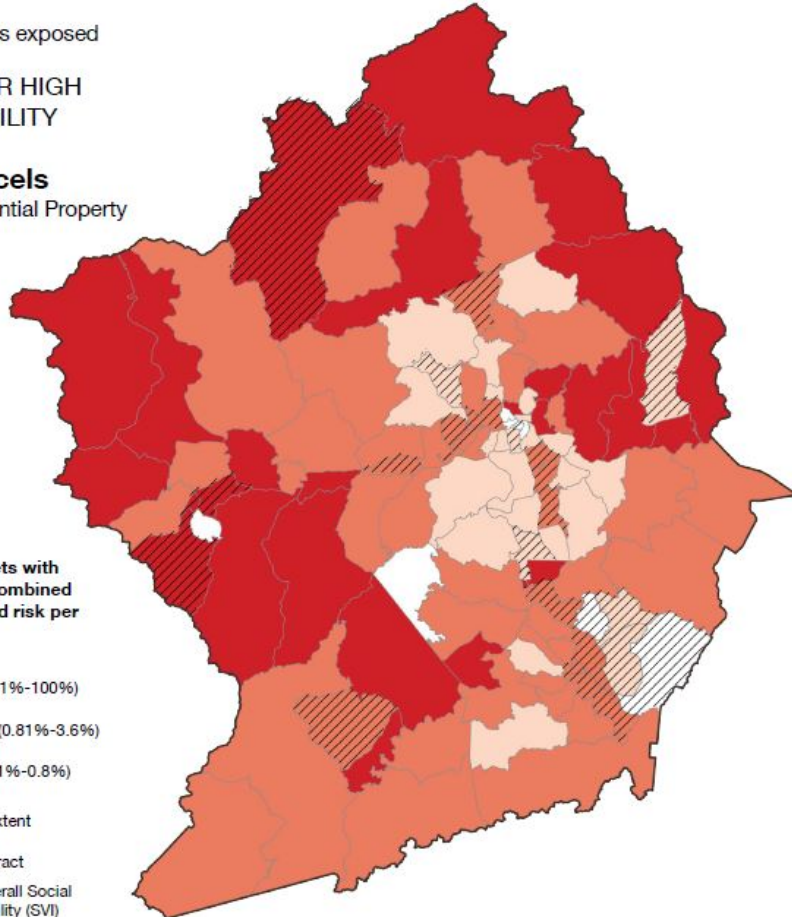 s exposed
R HIGH
ILITY
cels
ntial Property
ets with
ombined
d risk per
1%-100%)
(0.81%-3.6%)
1%-0.8%)
xtent
ract
erall Social
ility (SVI)